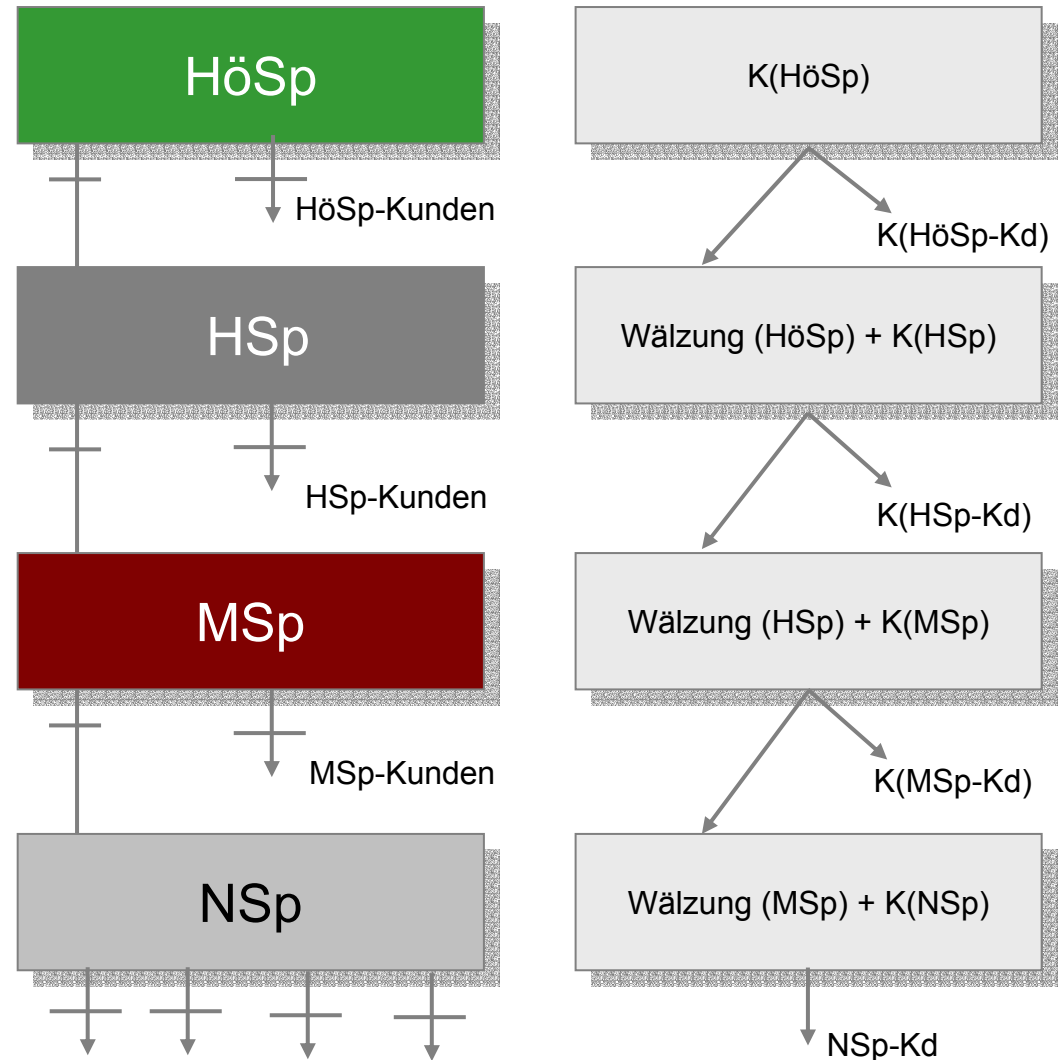 HöSp
K(HöSp)
HöSp-Kunden
K(HöSp-Kd)
HSp
Wälzung (HöSp) + K(HSp)
HSp-Kunden
K(HSp-Kd)
MSp
Wälzung (HSp) + K(MSp)
MSp-Kunden
K(MSp-Kd)
NSp
Wälzung (MSp) + K(NSp)
NSp-Kd